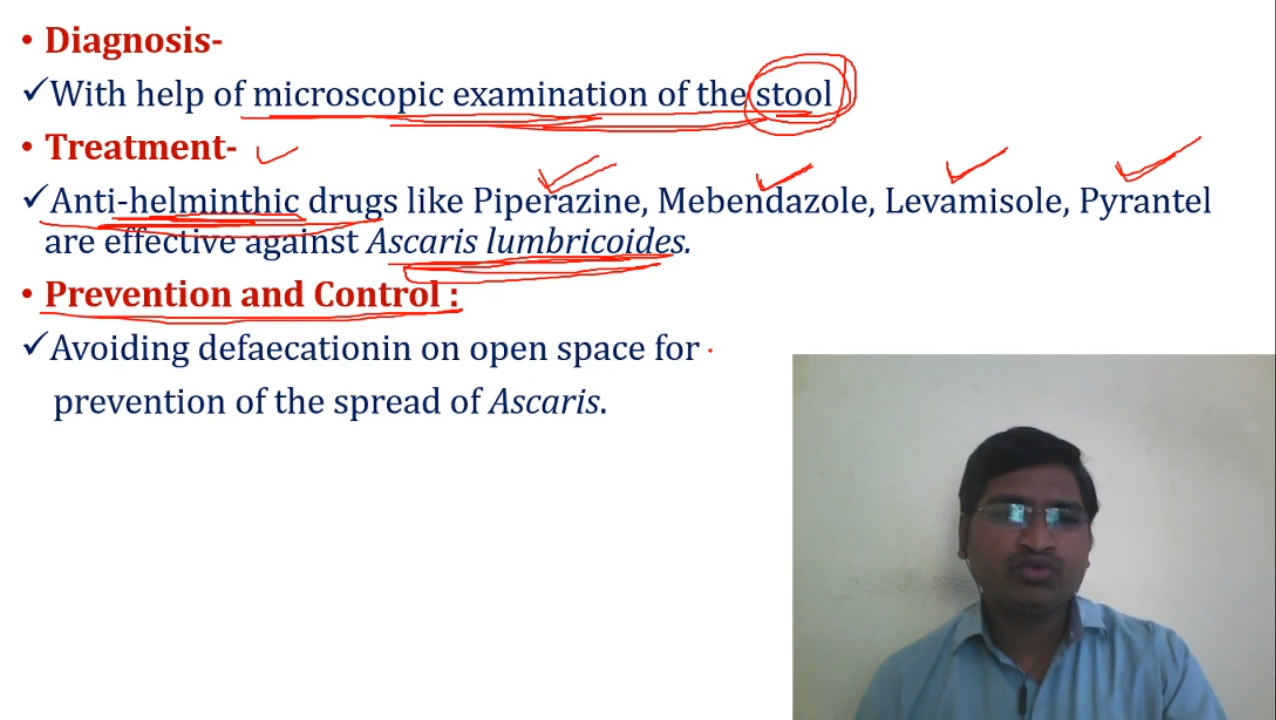 • Diagnosis-
✓With help of microscopic examination of the stool
• Treatment-
✓Anti-helminthic drugs like Piperazine, Mebendazole, Levamisole, Pyrantel
are effective against Ascaris lumbricoides.
• Prevention and Control :
✓Avoiding defaecationin on open space for
prevention of the spread of Ascaris.